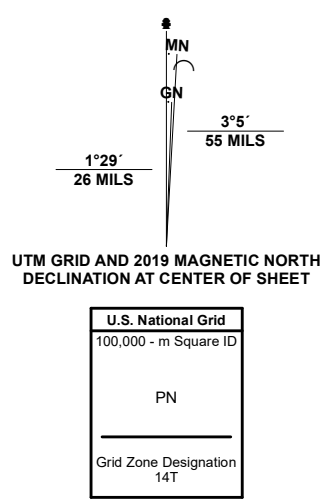 MN
GN
3°5´
55 MILS
1°29´
26 MILS
UTM GRID AND 2019 MAGNETIC NORTH
DECLINATION AT CENTER OF SHEET
U.S. National Grid
100,000 - m Square ID
PN
Grid Zone Designation
14T